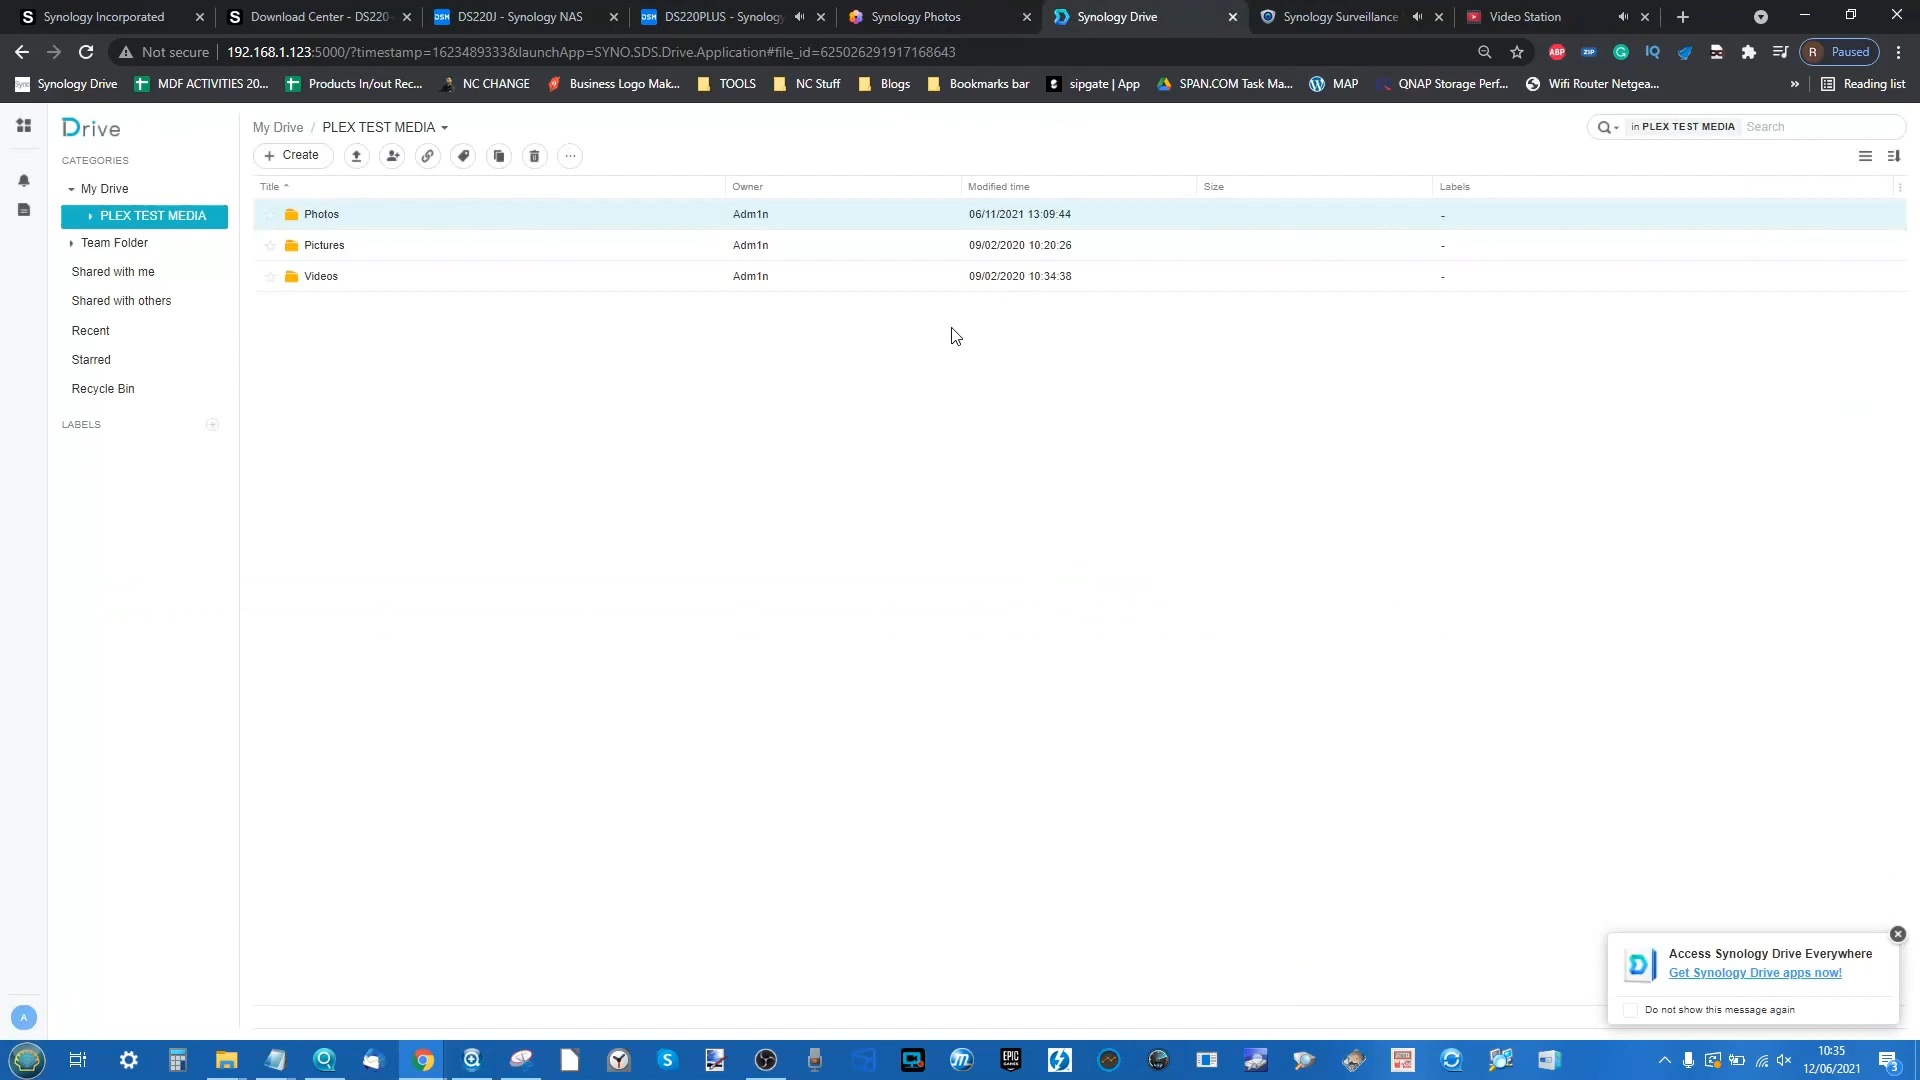 Synology Incorporated
Download Center - DS220
DS220J - Synology NAS
DS220PLUS - Synology
Synology Photos
Synology Drive
Synology Surveillance
Video Station
Not secure
192.168.1.123:5000/?timestamp=1623489333&launchApp=SYNO.SDS.Drive.Application#file_id=625026291917168643
ABP
ZIP
IQ
R
Paused
Synology Drive
MDF ACTIVITIES 20...
Products In/out Rec...
NC CHANGE
Business Logo Mak...
TOOLS
NC Stuff
Blogs
Bookmarks bar
sipgate | App
SPAN.COM Task Ma...
MAP
QNAP Storage Perf...
Wifi Router Netgea...
»
Reading list
Drive
My Drive / PLEX TEST MEDIA
in PLEX TEST MEDIA Search
CATEGORIES
+ Create
My Drive
PLEX TEST MEDIA
Team Folder
Shared with me
Shared with others
Recent
Starred
Recycle Bin
LABELS
Title Owner Modified time Size Labels
Photos Adm1n 06/11/2021 13:09:44 -
Pictures Adm1n 09/02/2020 10:20:26 -
Videos Adm1n 09/02/2020 10:34:38 -
Access Synology Drive Everywhere
Get Synology Drive apps now!
Do not show this message again
A
EPIC GAMES
10:35
12/06/2021
3